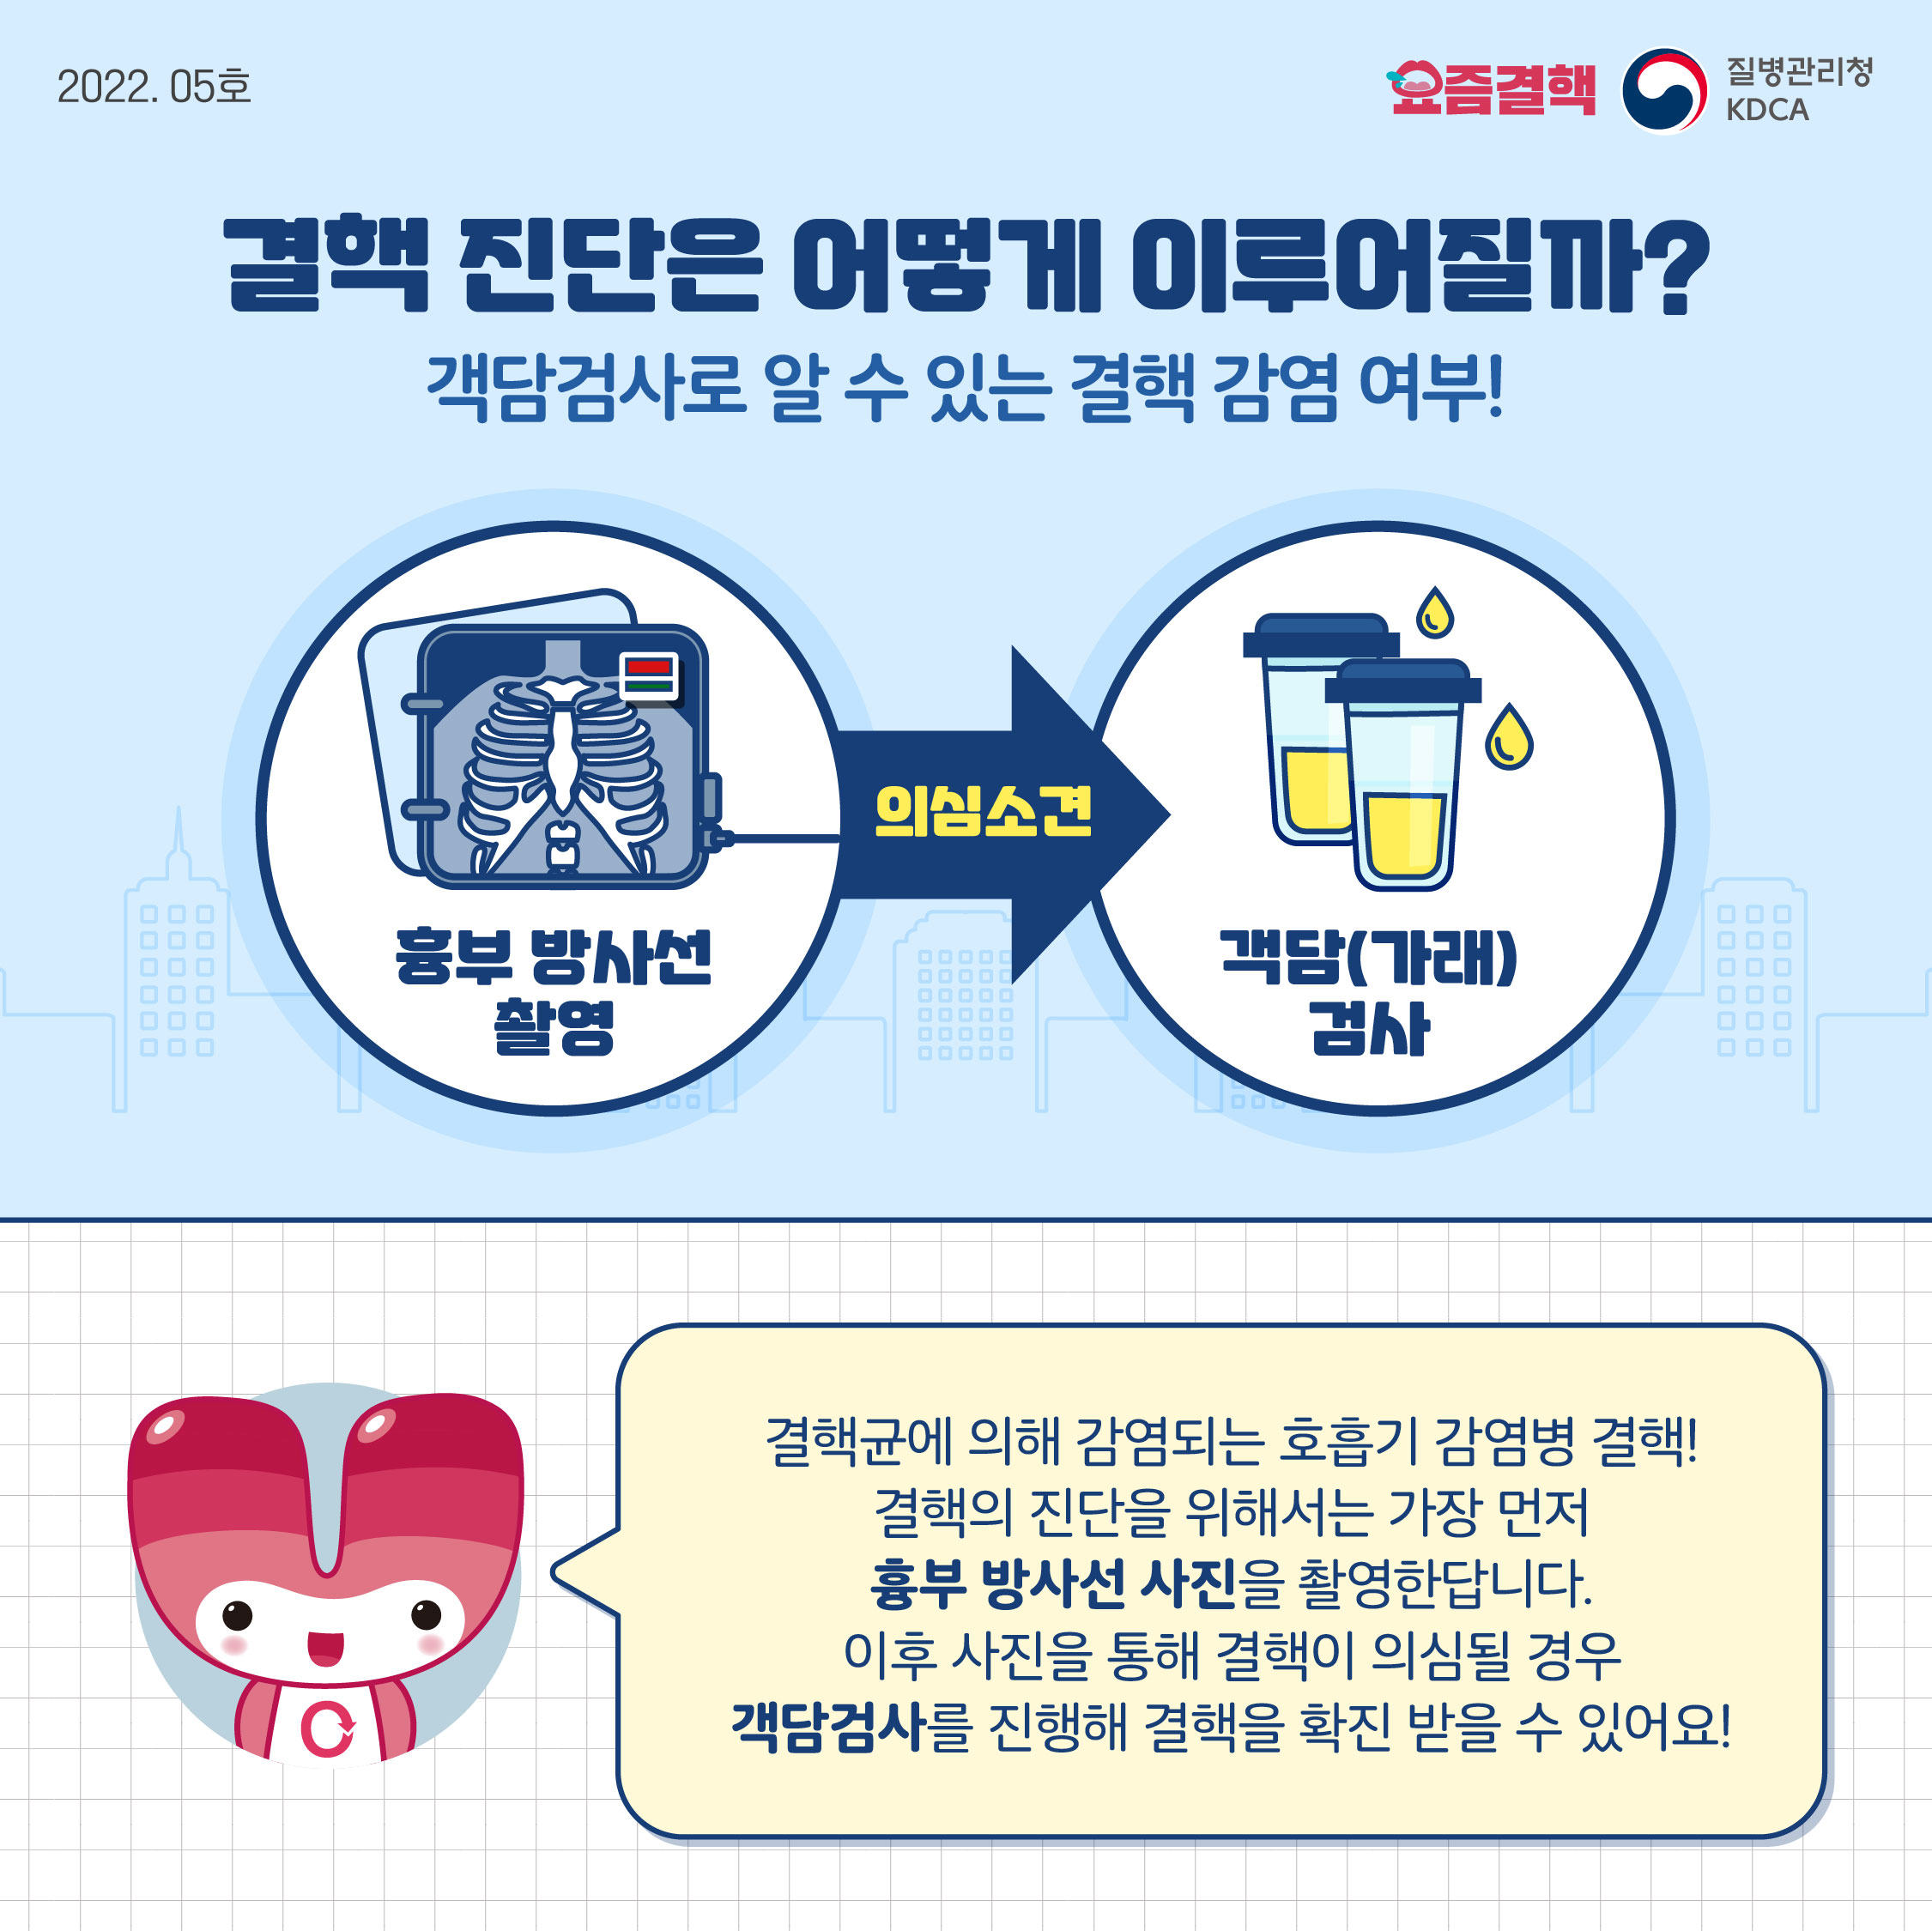 2022. 05호
요즘결핵
질병관리청
KDCA
결핵 진단은 어떻게 이루어질까?
객담검사로 알 수 있는 결핵 감염 여부!
의심소견
흉부 방사선
촬영
객담(가래)
검사
결핵균에 의해 감염되는 호흡기 감염병 결핵!
결핵의 진단을 위해서는 가장 먼저
흉부 방사선 사진을 촬영한답니다.
이후 사진을 통해 결핵이 의심될 경우
객담검사를 진행해 결핵을 확진 받을 수 있어요!